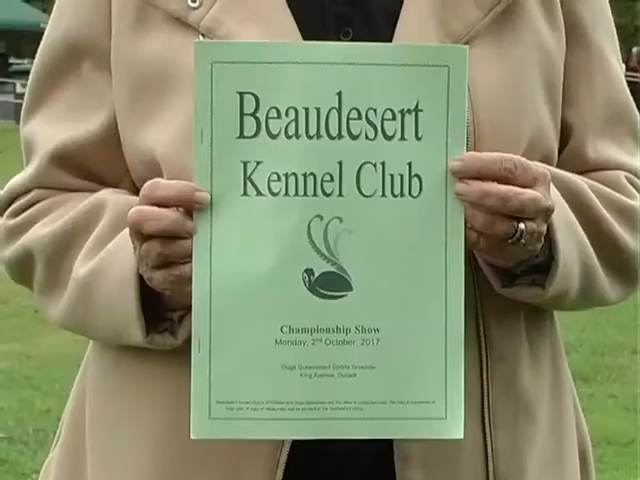 Beaudesert
Kennel Club
Championship Show
Monday, 2nd October, 2017
Dogs Queensland Sports Grounds
King Avenue, Durack